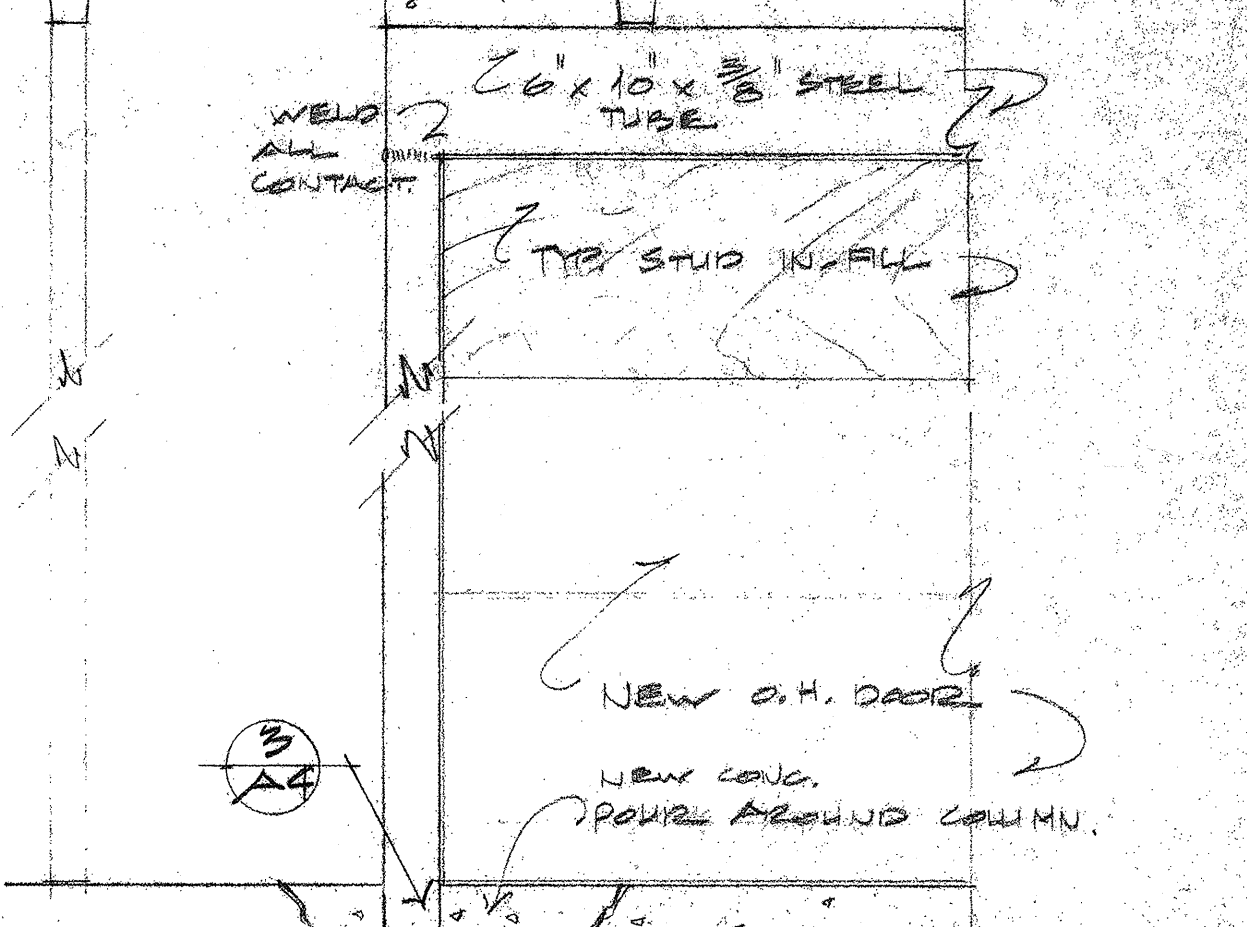 6" x 10" x 3/8" STEEL
TUBE
WELD
ALL
CONTACT.
TYP. STUD IN-FILL
NEW O.H. DOOR
3
A4
NEW CONC.
POUR AROUND COLUMN.